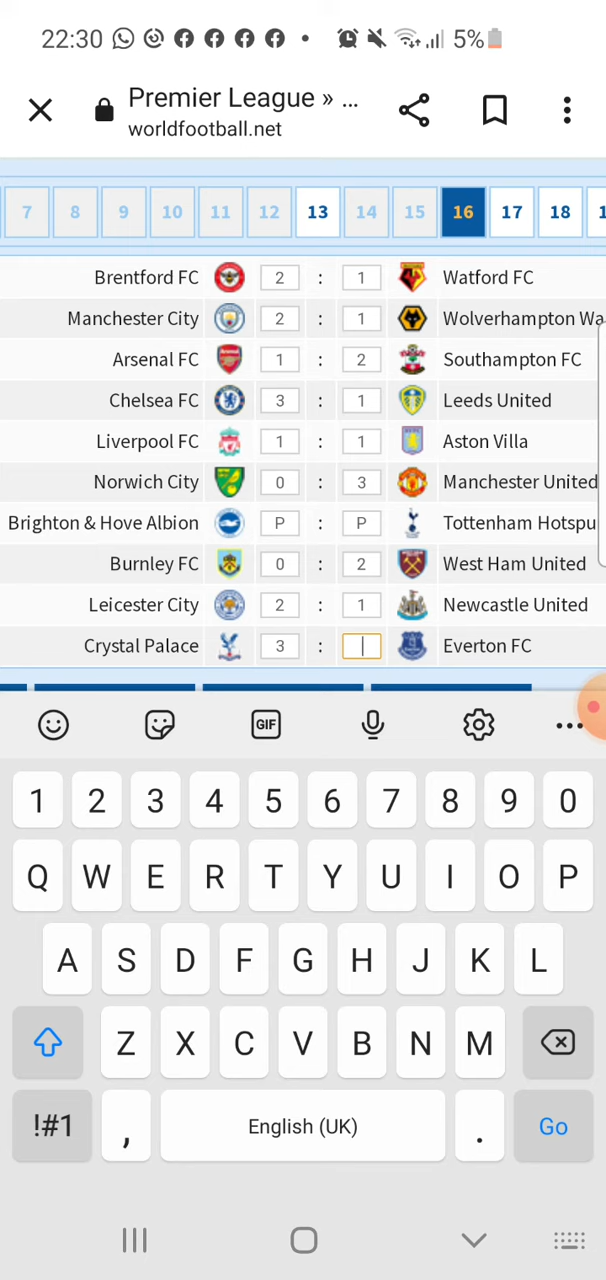 22:30 5%
Premier League » ...
worldfootball.net
7 8 9 10 11 12 13 14 15 16 17 18 1
Brentford FC 2 : 1 Watford FC
Manchester City 2 : 1 Wolverhampton Wa
Arsenal FC 1 : 2 Southampton FC
Chelsea FC 3 : 1 Leeds United
Liverpool FC 1 : 1 Aston Villa
Norwich City 0 : 3 Manchester United
Brighton & Hove Albion P : P Tottenham Hotspu
Burnley FC 0 : 2 West Ham United
Leicester City 2 : 1 Newcastle United
Crystal Palace 3 : Everton FC
GIF
1 2 3 4 5 6 7 8 9 0
Q W E R T Y U I O P
A S D F G H J K L
Z X C V B N M
!#1 , English (UK) . Go